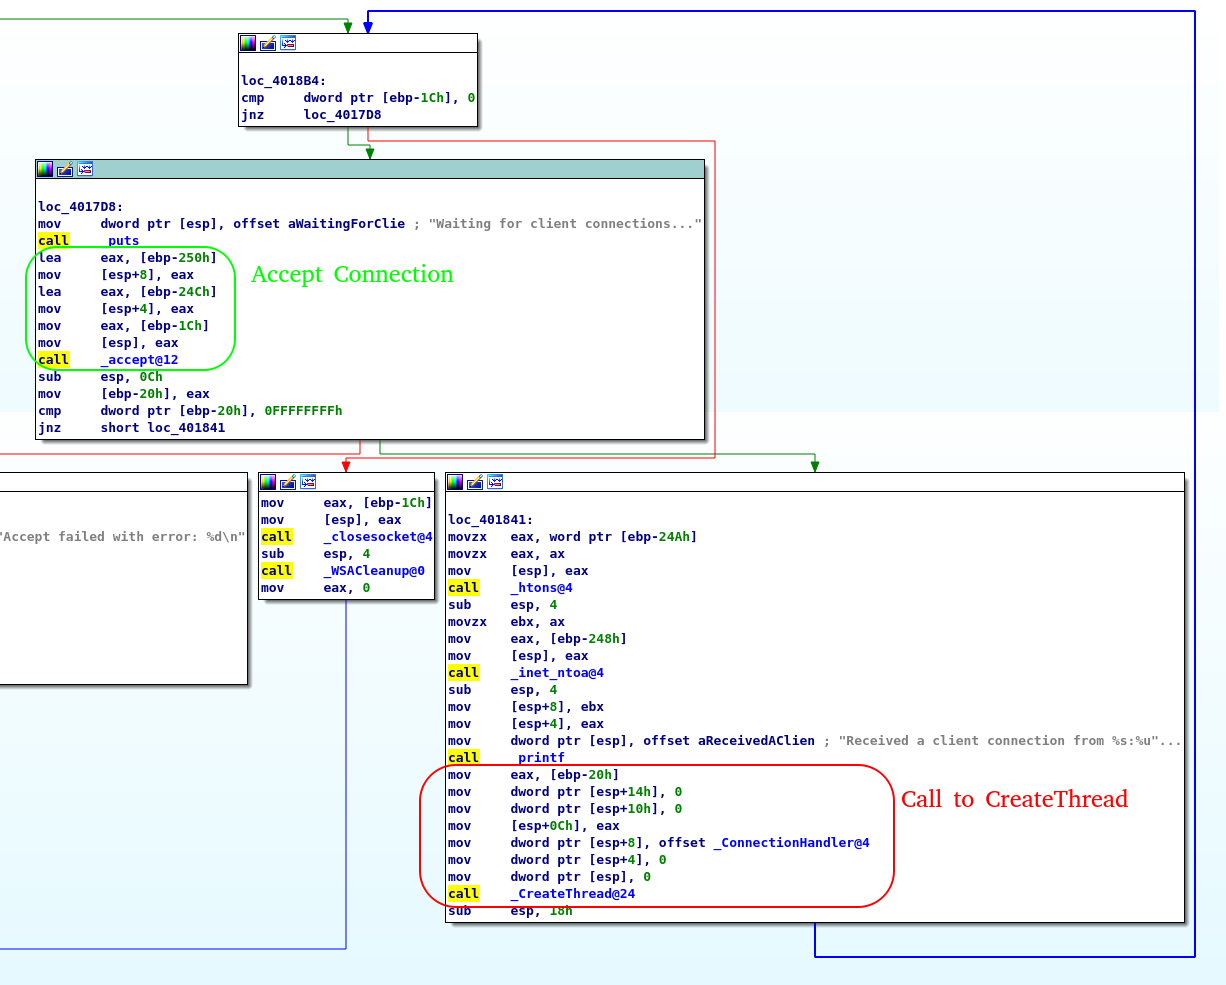 loc_4018B4:
cmp     dword ptr [ebp-1Ch], 0
jnz     loc_4017D8
loc_4017D8:
mov     dword ptr [esp], offset aWaitingForClie ; "Waiting for client connections..."
call    _puts
lea     eax, [ebp-250h]
mov     [esp+8], eax
lea     eax, [ebp-24Ch]
mov     [esp+4], eax
mov     eax, [ebp-1Ch]
mov     [esp], eax
call    _accept@12
sub     esp, 0Ch
mov     [ebp-20h], eax
cmp     dword ptr [ebp-20h], 0FFFFFFFFh
jnz     short loc_401841
Accept Connection
"Accept failed with error: %d\n"
mov     eax, [ebp-1Ch]
mov     [esp], eax
call    _closesocket@4
sub     esp, 4
call    _WSACleanup@0
mov     eax, 0
loc_401841:
movzx   eax, word ptr [ebp-24Ah]
movzx   eax, ax
mov     [esp], eax
call    _htons@4
sub     esp, 4
movzx   ebx, ax
mov     eax, [ebp-248h]
mov     [esp], eax
call    _inet_ntoa@4
sub     esp, 4
mov     [esp+8], ebx
mov     [esp+4], eax
mov     dword ptr [esp], offset aReceivedAClien ; "Received a client connection from %s:%u"...
call    _printf
mov     eax, [ebp-20h]
mov     dword ptr [esp+14h], 0
mov     dword ptr [esp+10h], 0
mov     [esp+0Ch], eax
mov     dword ptr [esp+8], offset _ConnectionHandler@4
mov     dword ptr [esp+4], 0
mov     dword ptr [esp], 0
call    _CreateThread@24
sub     esp, 18h
Call to CreateThread